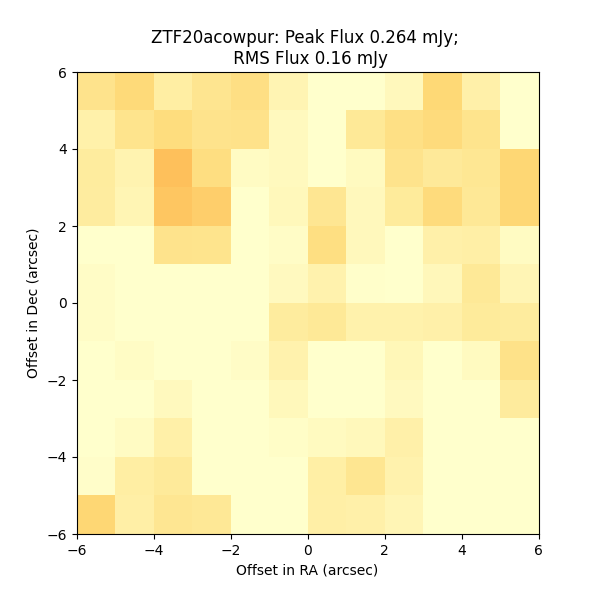 ZTF20acowpur: Peak Flux 0.264 mJy;
RMS Flux 0.16 mJy
6
4
2
0
−2
−4
−6
Offset in Dec (arcsec)
−6 −4 −2 0 2 4 6
Offset in RA (arcsec)